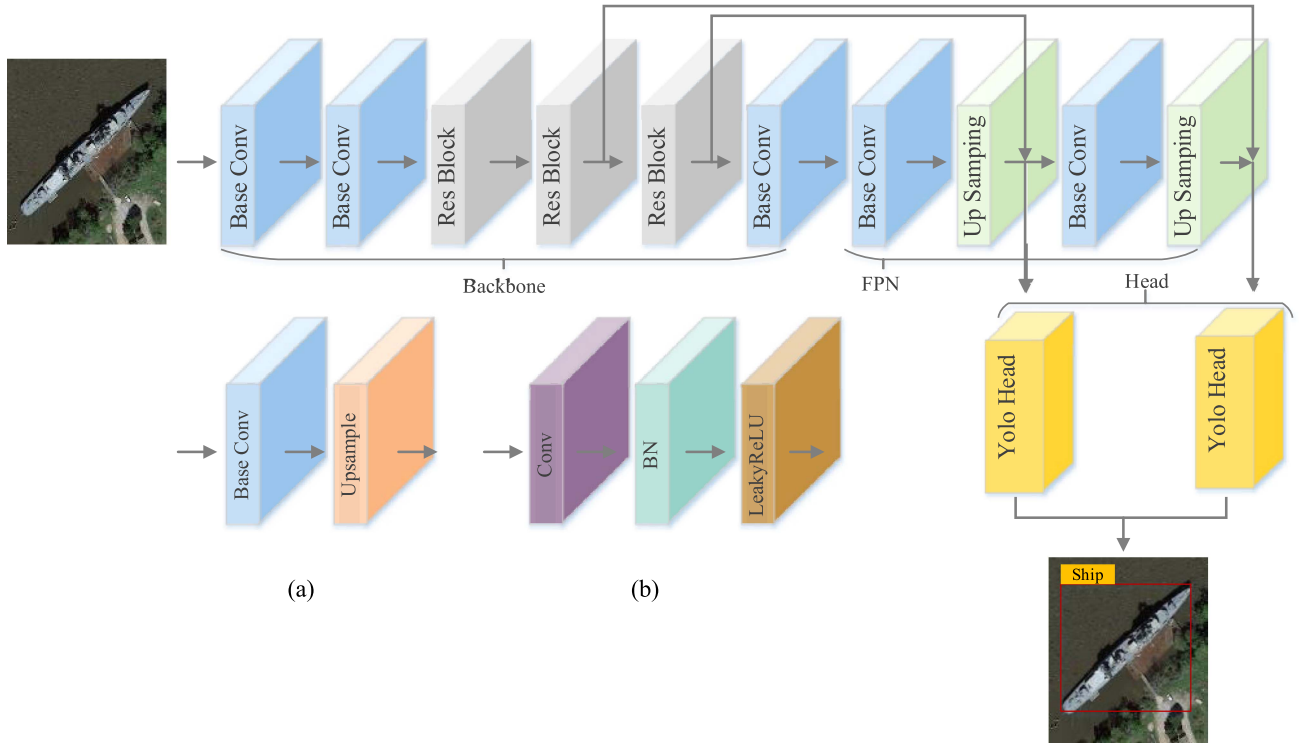 Base Conv
Base Conv
Res Block
Res Block
Res Block
Base Conv
Base Conv
Up Samping
Base Conv
Up Samping
Backbone
FPN
Head
Base Conv
Upsample
Conv
BN
LeakyReLU
Yolo Head
Yolo Head
(a)
(b)
Ship